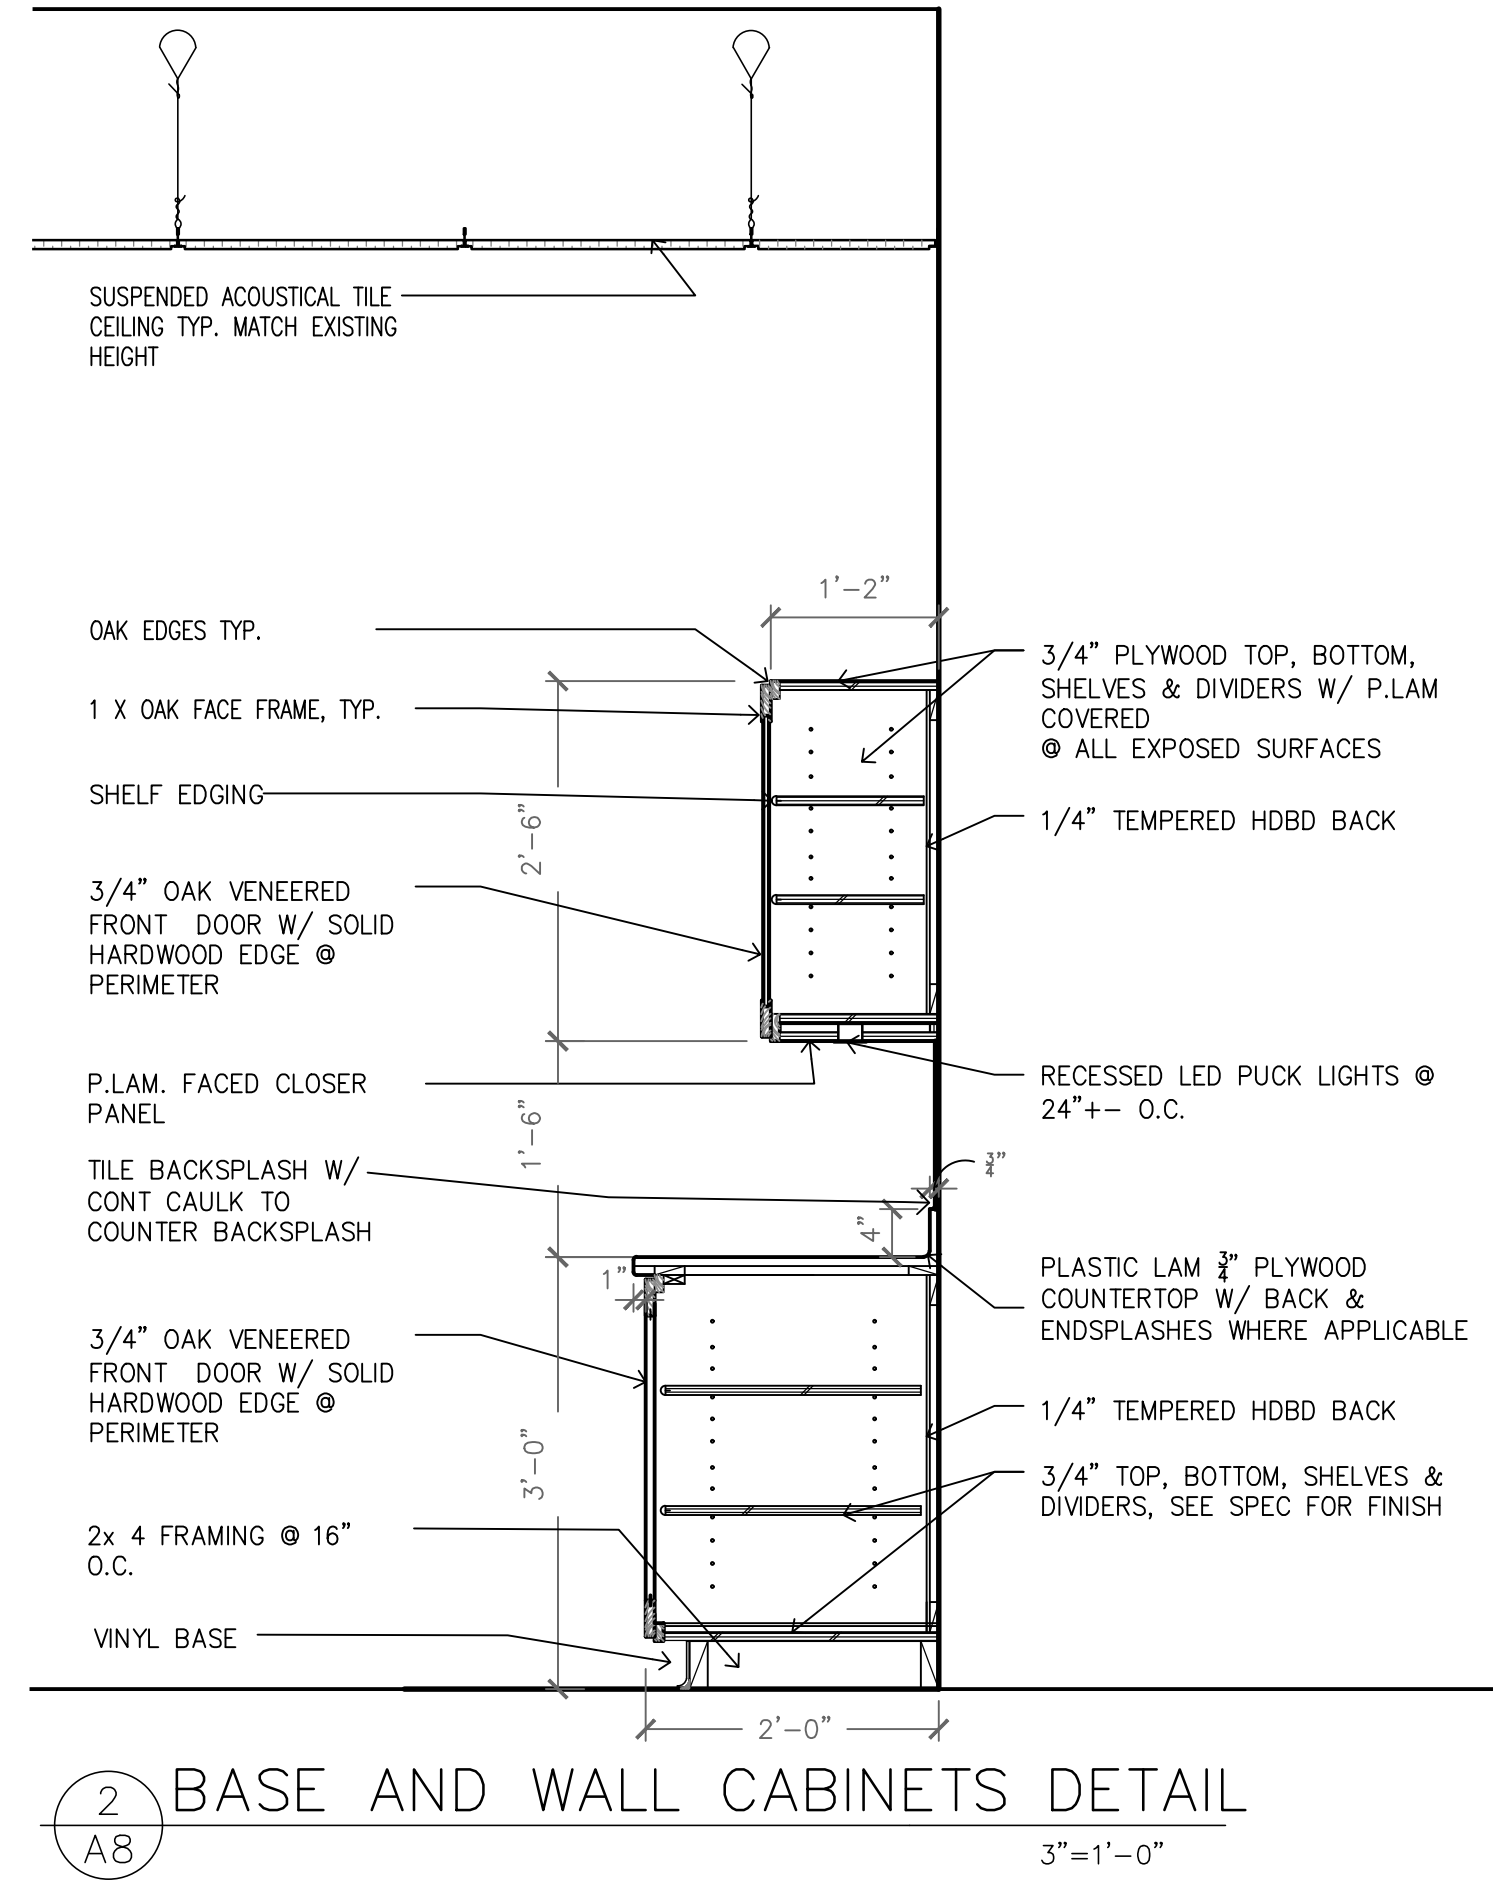 SUSPENDED ACOUSTICAL TILE
CEILING TYP. MATCH EXISTING
HEIGHT
1'-2"
OAK EDGES TYP.
1 X OAK FACE FRAME, TYP.
SHELF EDGING
3/4" OAK VENEERED
FRONT DOOR W/ SOLID
HARDWOOD EDGE @
PERIMETER
P.LAM. FACED CLOSER
PANEL
TILE BACKSPLASH W/
CONT CAULK TO
COUNTER BACKSPLASH
3/4" OAK VENEERED
FRONT DOOR W/ SOLID
HARDWOOD EDGE @
PERIMETER
2x 4 FRAMING @ 16"
O.C.
VINYL BASE
2'-6"
1'-6"
3'-0"
1"
4"
¾"
2'-0"
3/4" PLYWOOD TOP, BOTTOM,
SHELVES & DIVIDERS W/ P.LAM
COVERED
@ ALL EXPOSED SURFACES
1/4" TEMPERED HDBD BACK
RECESSED LED PUCK LIGHTS @
24"+- O.C.
PLASTIC LAM ¾" PLYWOOD
COUNTERTOP W/ BACK &
ENDSPLASHES WHERE APPLICABLE
1/4" TEMPERED HDBD BACK
3/4" TOP, BOTTOM, SHELVES &
DIVIDERS, SEE SPEC FOR FINISH
2
A8
BASE AND WALL CABINETS DETAIL
3"=1'-0"